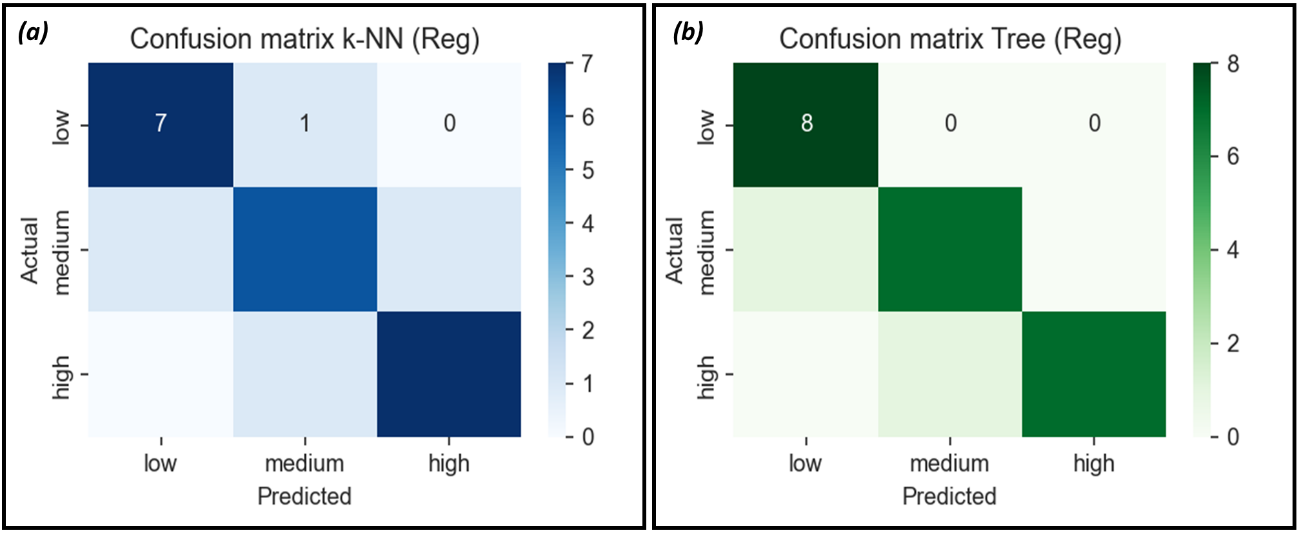 (a)
Confusion matrix k-NN (Reg)
7
6
5
4
3
2
1
0
Actual
low
medium
high
7 1 0
low medium high
Predicted
(b)
Confusion matrix Tree (Reg)
8
6
4
2
0
Actual
low
medium
high
8 0 0
low medium high
Predicted